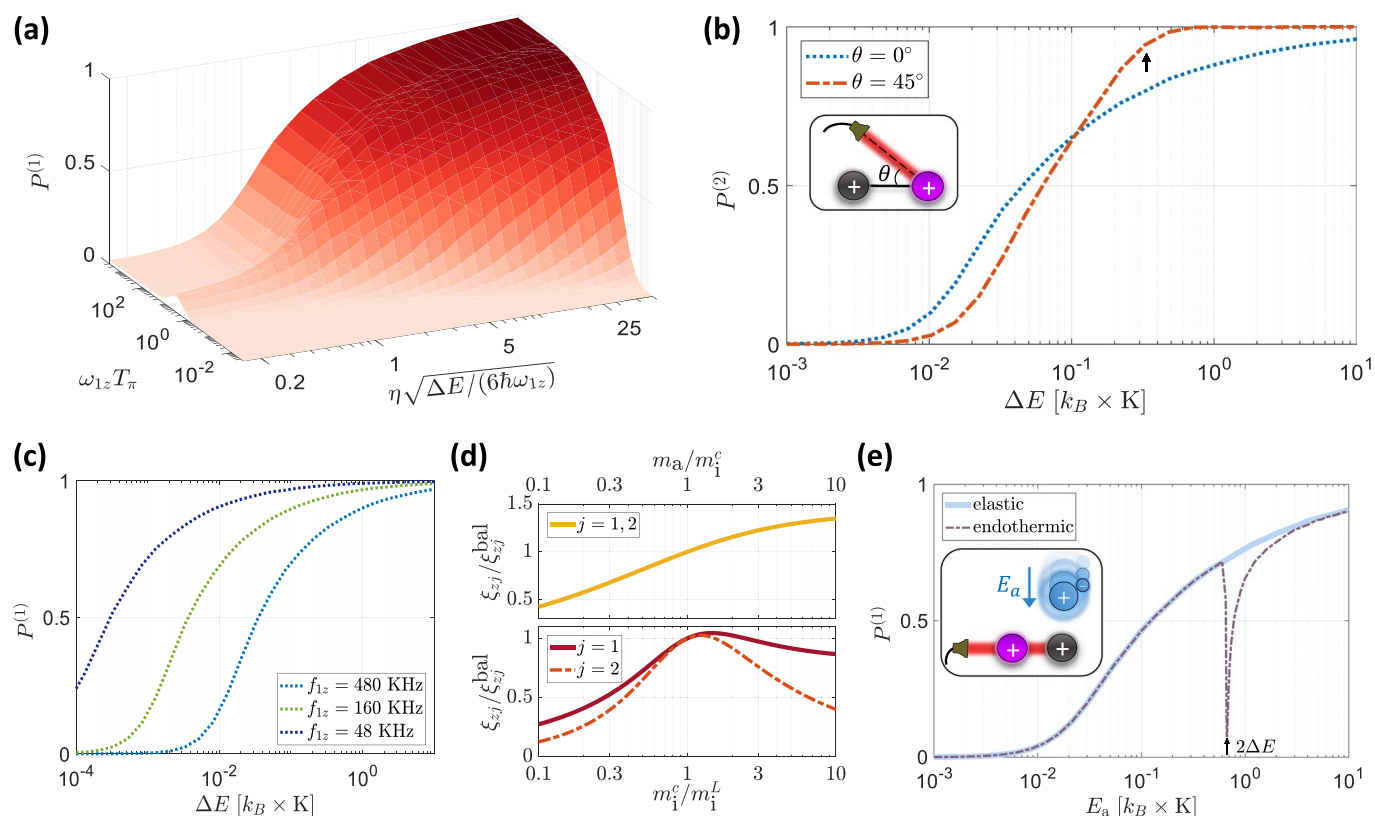 (a)
1
0.5
0
P^(1)
10^2
10^0
10^-2
ω_1z T_π
0.2
1
5
25
η√ΔE/(6ħω_1z)
(b)
1
0.5
0
P^(2)
θ = 0°
θ = 45°
θ
+
+
10^-3
10^-2
10^-1
10^0
10^1
ΔE [k_B × K]
(c)
1
0.5
0
P^(1)
f_1z = 480 KHz
f_1z = 160 KHz
f_1z = 48 KHz
10^-4
10^-2
10^0
ΔE [k_B × K]
(d)
m_a/m_i^c
0.1
0.3
1
3
10
1.5
1
0.5
ξ_zj/ξ_zj^bal
j = 1, 2
1
0.5
0
ξ_zj/ξ_zj^bal
j = 1
j = 2
0.1
0.3
1
3
10
m_i^c/m_i^L
(e)
1
0.5
0
P^(1)
elastic
endothermic
E_a
+
-
+
+
2ΔE
10^-3
10^-2
10^-1
10^0
10^1
E_a [k_B × K]